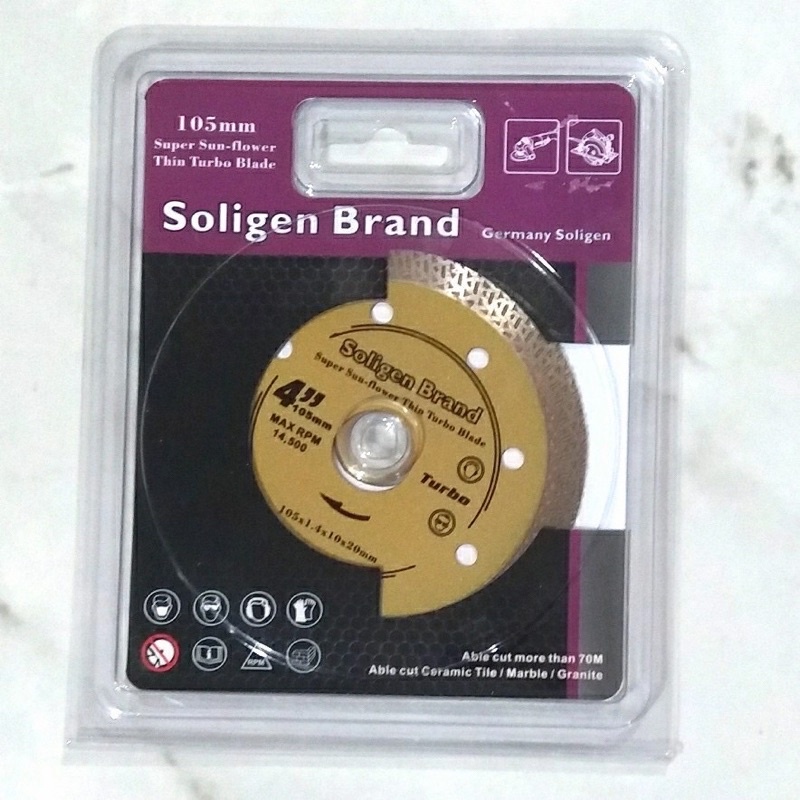 105mm
Super Sun-flower
Thin Turbo Blade
Soligen Brand
Germany Soligen
Soligen Brand
Super Sun-flower Thin Turbo Blade
4”
105mm
MAX RPM
14,500
Turbo
105x1.4x10x20mm
RPM
Able cut more than 70M
Able cut Ceramic Tile / Marble / Granite